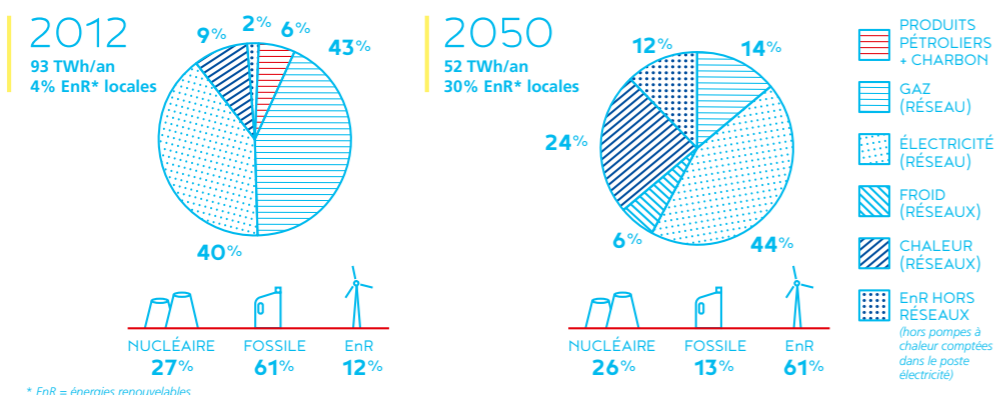 2012
93 TWh/an
4% EnR* locales
9%
2%
6%
43%
40%
NUCLÉAIRE
27%
FOSSILE
61%
EnR
12%
2050
52 TWh/an
30% EnR* locales
12%
14%
24%
6%
44%
NUCLÉAIRE
26%
FOSSILE
13%
EnR
61%
PRODUITS
PÉTROLIERS
+ CHARBON
GAZ
(RÉSEAU)
ÉLECTRICITÉ
(RÉSEAU)
FROID
(RÉSEAUX)
CHALEUR
(RÉSEAUX)
EnR HORS
RÉSEAUX
(hors pompes à
chaleur comptées
dans le poste
électricité)
* EnR = énergies renouvelables